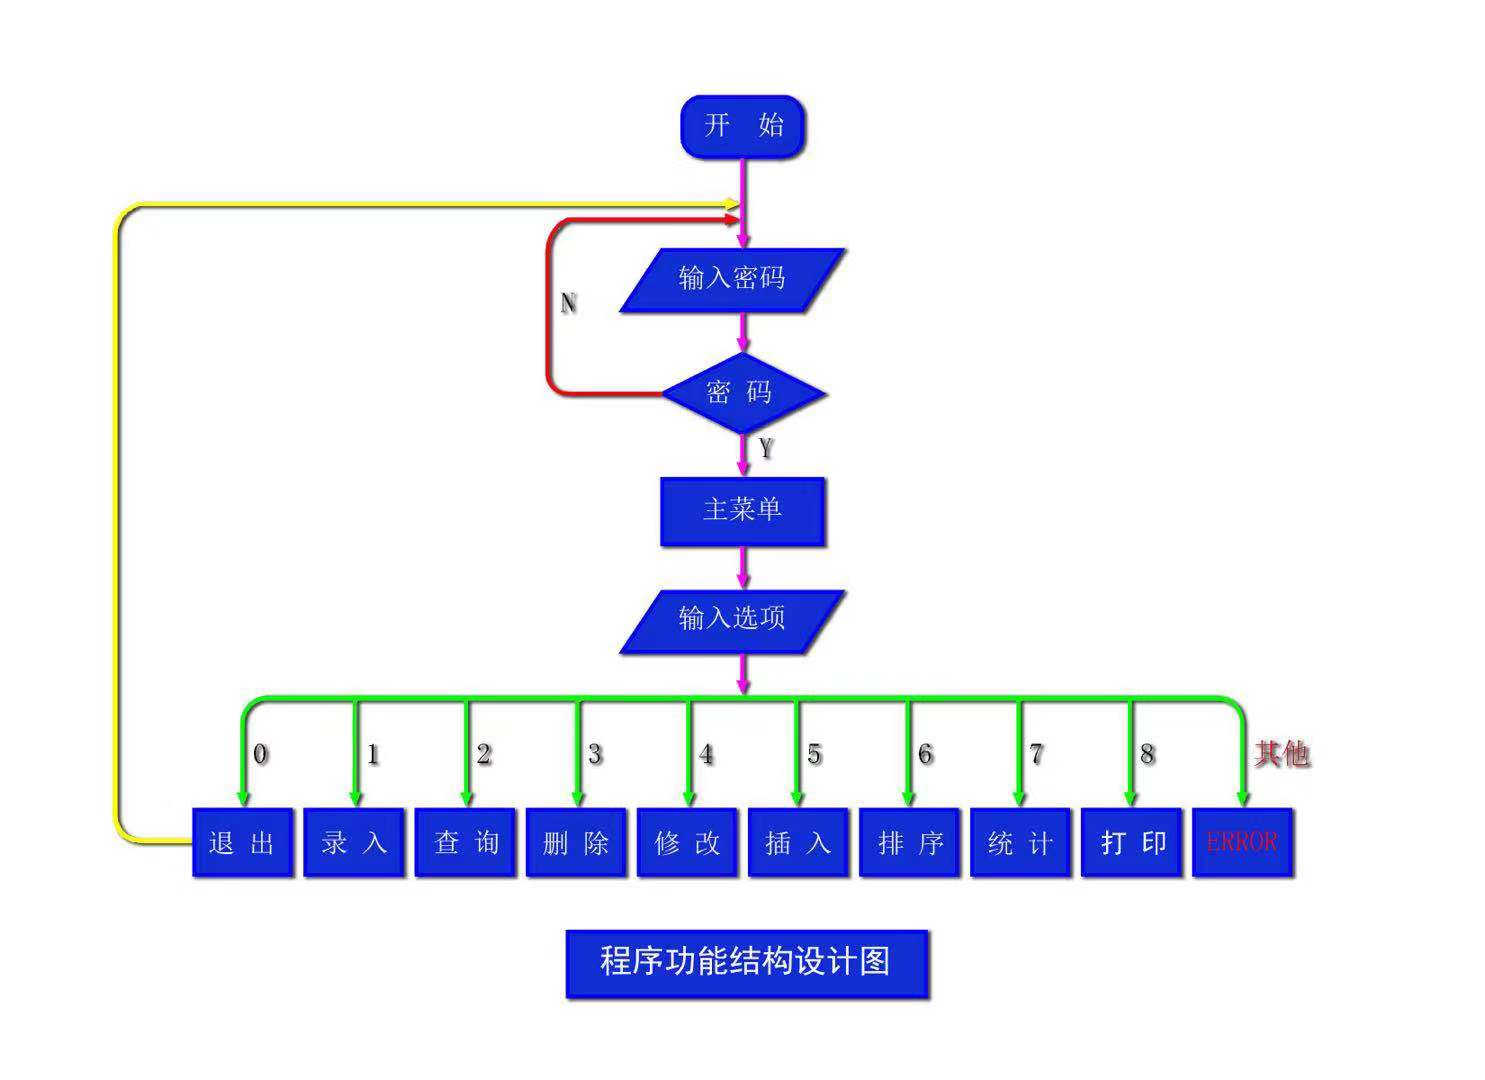 开 始
输入密码
N
密 码
Y
主菜单
输入选项
0 1 2 3 4 5 6 7 8 其他
退 出 录 入 查 询 删 除 修 改 插 入 排 序 统 计 打 印 ERROR
程序功能结构设计图